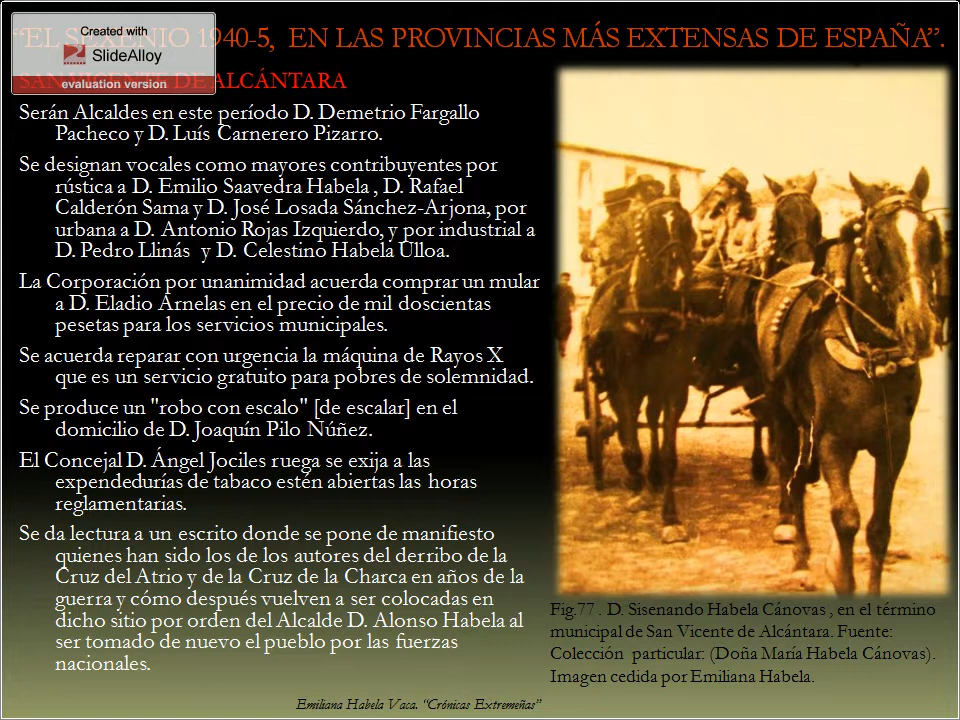 Created with
SlideAlloy
evaluation version
“EL SEXENIO 1940-5, EN LAS PROVINCIAS MÁS EXTENSAS DE ESPAÑA”.
SAN VICENTE DE ALCÁNTARA
Serán Alcaldes en este período D. Demetrio Fargallo
Pacheco y D. Luís Carnerero Pizarro.
Se designan vocales como mayores contribuyentes por
rústica a D. Emilio Saavedra Habela , D. Rafael
Calderón Sama y D. José Losada Sánchez-Arjona, por
urbana a D. Antonio Rojas Izquierdo, y por industrial a
D. Pedro Llinás y D. Celestino Habela Ulloa.
La Corporación por unanimidad acuerda comprar un mular
a D. Eladio Arnelas en el precio de mil doscientas
pesetas para los servicios municipales.
Se acuerda reparar con urgencia la máquina de Rayos X
que es un servicio gratuito para pobres de solemnidad.
Se produce un "robo con escalo" [de escalar] en el
domicilio de D. Joaquín Pilo Núñez.
El Concejal D. Ángel Jociles ruega se exija a las
expendedurías de tabaco estén abiertas las horas
reglamentarias.
Se da lectura a un escrito donde se pone de manifiesto
quienes han sido los de los autores del derribo de la
Cruz del Atrio y de la Cruz de la Charca en años de la
guerra y cómo después vuelven a ser colocadas en
dicho sitio por orden del Alcalde D. Alonso Habela al
ser tomado de nuevo el pueblo por las fuerzas
nacionales.
Fig.77 . D. Sisenando Habela Cánovas , en el término
municipal de San Vicente de Alcántara. Fuente:
Colección particular: (Doña María Habela Cánovas).
Imagen cedida por Emiliana Habela.
Emiliana Habela Vaca. “Crónicas Extremeñas”